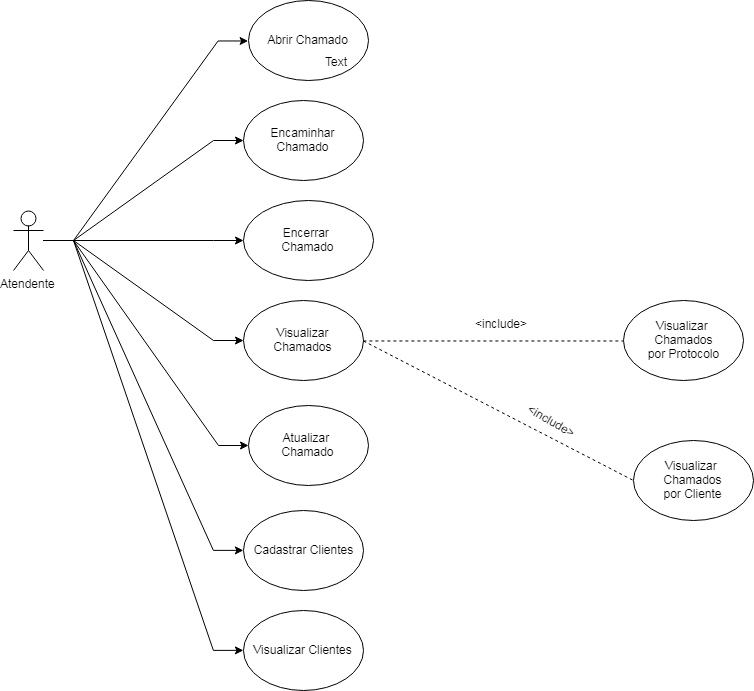 Abrir Chamado
Text
Encaminhar
Chamado
Encerrar
Chamado
Atendente
Visualizar
Chamados
<include>
Visualizar
Chamados
por Protocolo
<include>
Atualizar
Chamado
Visualizar
Chamados
por Cliente
Cadastrar Clientes
Visualizar Clientes